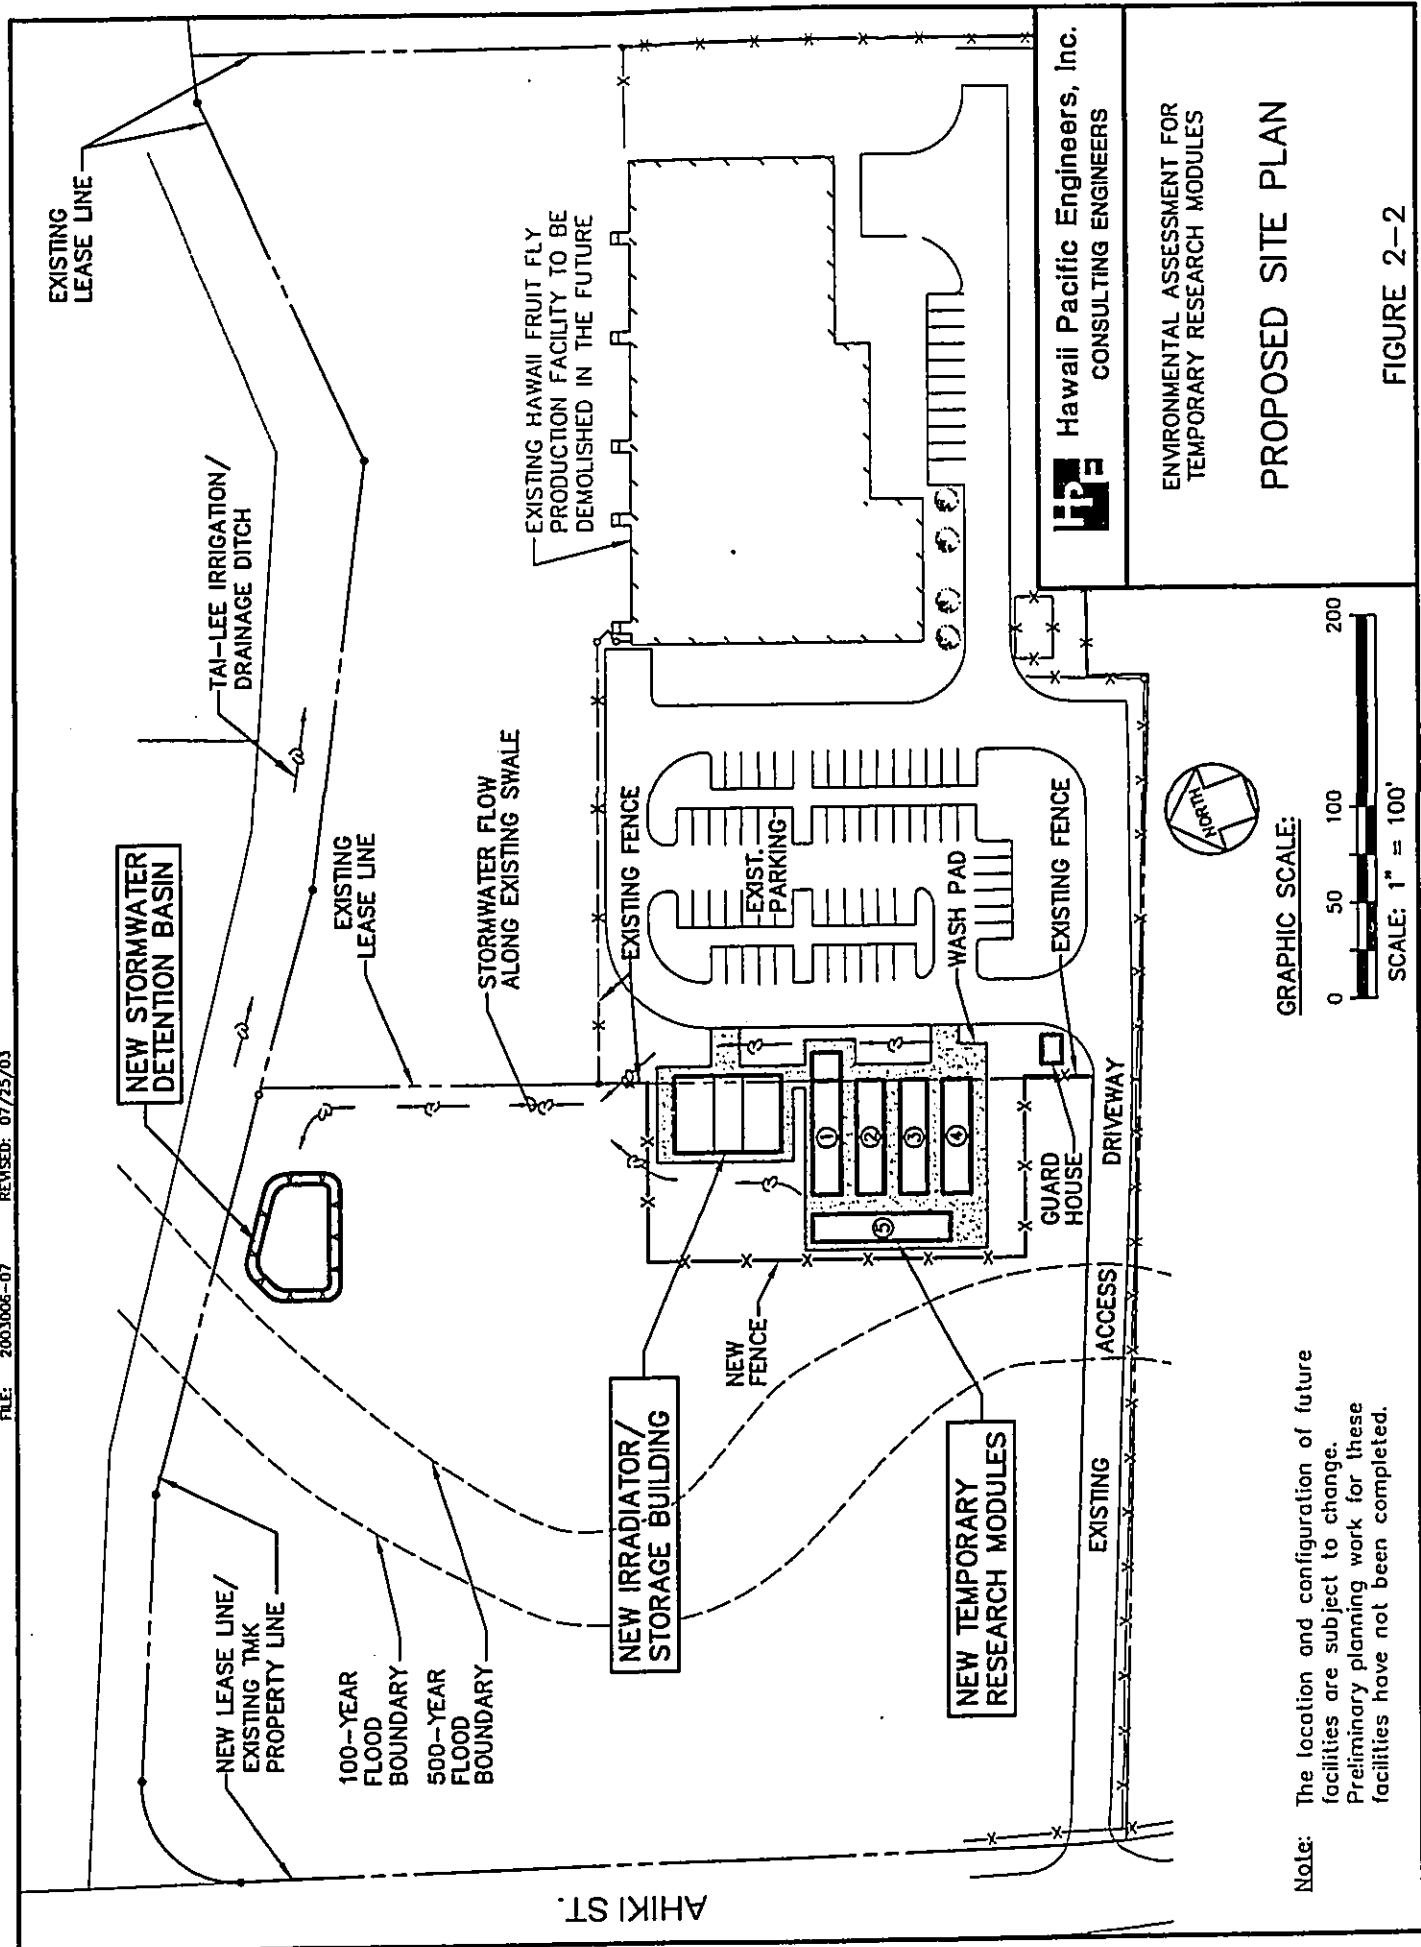 FILE: 2003006-07 REVISED: 07/25/03
EXISTING
LEASE LINE
TAI-LEE IRRIGATION/
DRAINAGE DITCH
NEW STORMWATER
DETENTION BASIN
EXISTING
LEASE LINE
STORMWATER FLOW
ALONG EXISTING SWALE
EXISTING HAWAII FRUIT FLY
PRODUCTION FACILITY TO BE
DEMOLISHED IN THE FUTURE
NEW LEASE LINE/
EXISTING TMK
PROPERTY LINE
100-YEAR
FLOOD
BOUNDARY
500-YEAR
FLOOD
BOUNDARY
EXISTING FENCE
EXIST.
PARKING
WASH PAD
EXISTING FENCE
1
2
3
4
5
NEW
FENCE
GUARD
HOUSE
NEW IRRADIATOR/
STORAGE BUILDING
NEW TEMPORARY
RESEARCH MODULES
EXISTING ACCESS DRIVEWAY
AHIKI ST.
NORTH
GRAPHIC SCALE:
0 50 100 200
SCALE: 1" = 100'
Note: The location and configuration of future
facilities are subject to change.
Preliminary planning work for these
facilities have not been completed.
HPE Hawaii Pacific Engineers, Inc.
CONSULTING ENGINEERS
ENVIRONMENTAL ASSESSMENT FOR
TEMPORARY RESEARCH MODULES
PROPOSED SITE PLAN
FIGURE 2-2